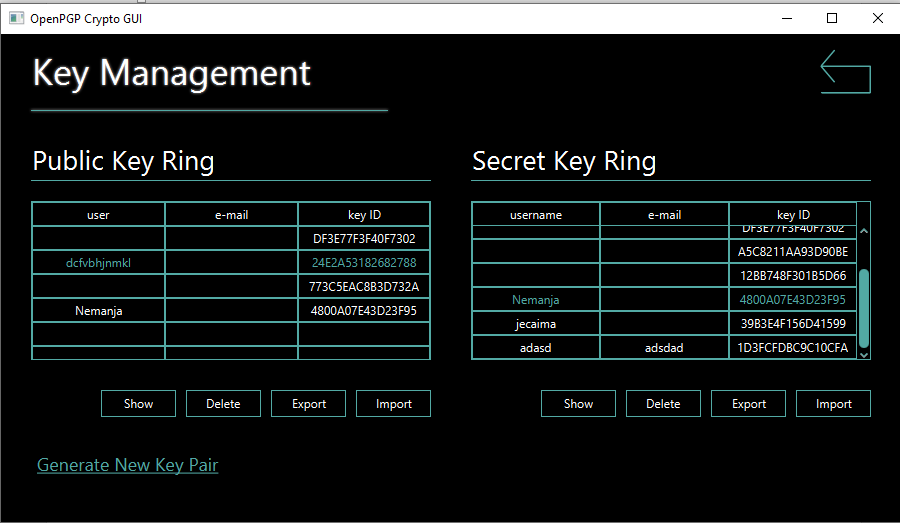 OpenPGP Crypto GUI
Key Management
Public Key Ring
user e-mail key ID
DF3E77F3F40F7302
dcfvbhjnmkl 24E2A53182682788
773C5EAC8B3D732A
Nemanja 4800A07E43D23F95
Show Delete Export Import
Secret Key Ring
username e-mail key ID
DF3E77F3F40F7302
A5C8211AA93D90BE
12BB748F301B5D66
Nemanja 4800A07E43D23F95
jecaima 39B3E4F156D41599
adasd adsdad 1D3FCFDBC9C10CFA
Show Delete Export Import
Generate New Key Pair